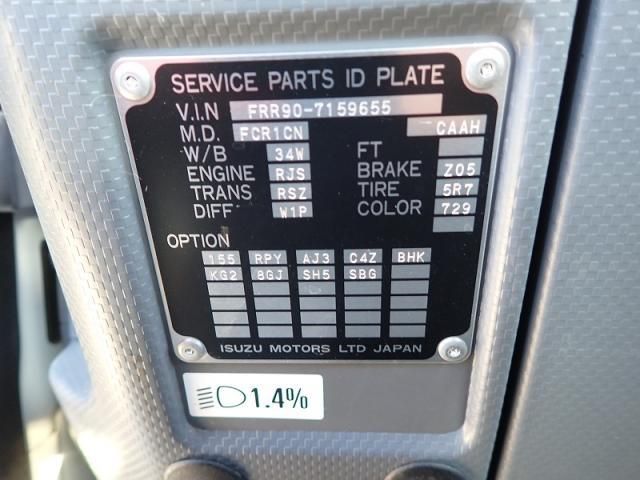 SERVICE PARTS ID PLATE
V.I.N FRR90-7159655
M.D. FCR1CN CAAH
W/B 34W FT
ENGINE RJS BRAKE Z05
TRANS RSZ TIRE 5R7
DIFF W1P COLOR 729
OPTION
155 RPY AJ3 C4Z BHK
KG2 8GJ SH5 SBG
ISUZU MOTORS LTD JAPAN
1.4%